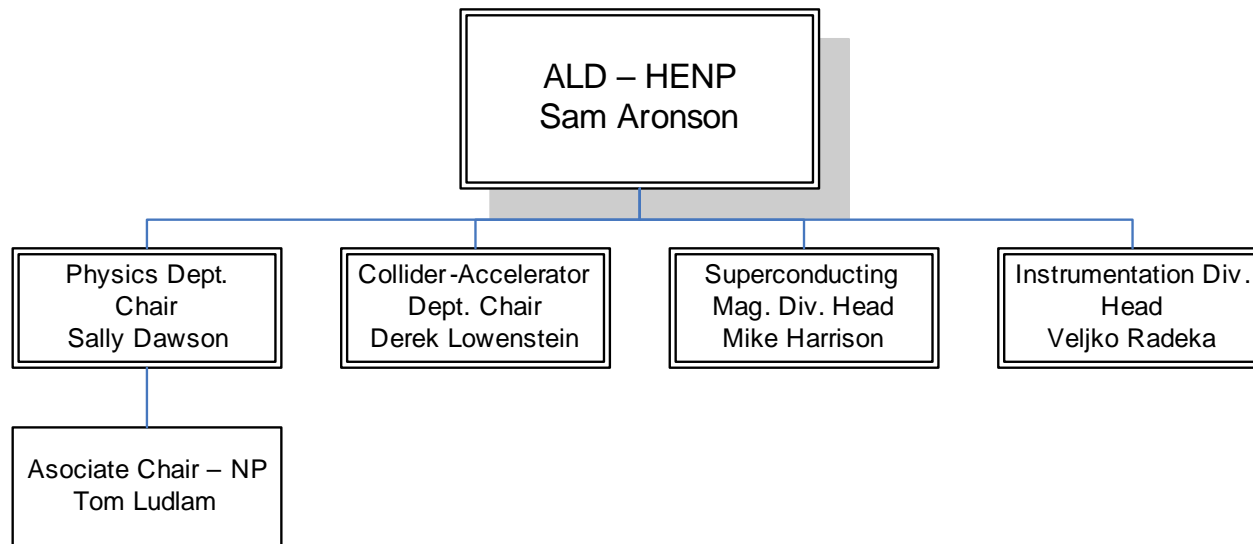 ALD – HENP
Sam Aronson
Physics Dept.
Chair
Sally Dawson
Collider-Accelerator
Dept. Chair
Derek Lowenstein
Superconducting
Mag. Div. Head
Mike Harrison
Instrumentation Div.
Head
Veljko Radeka
Asociate Chair – NP
Tom Ludlam